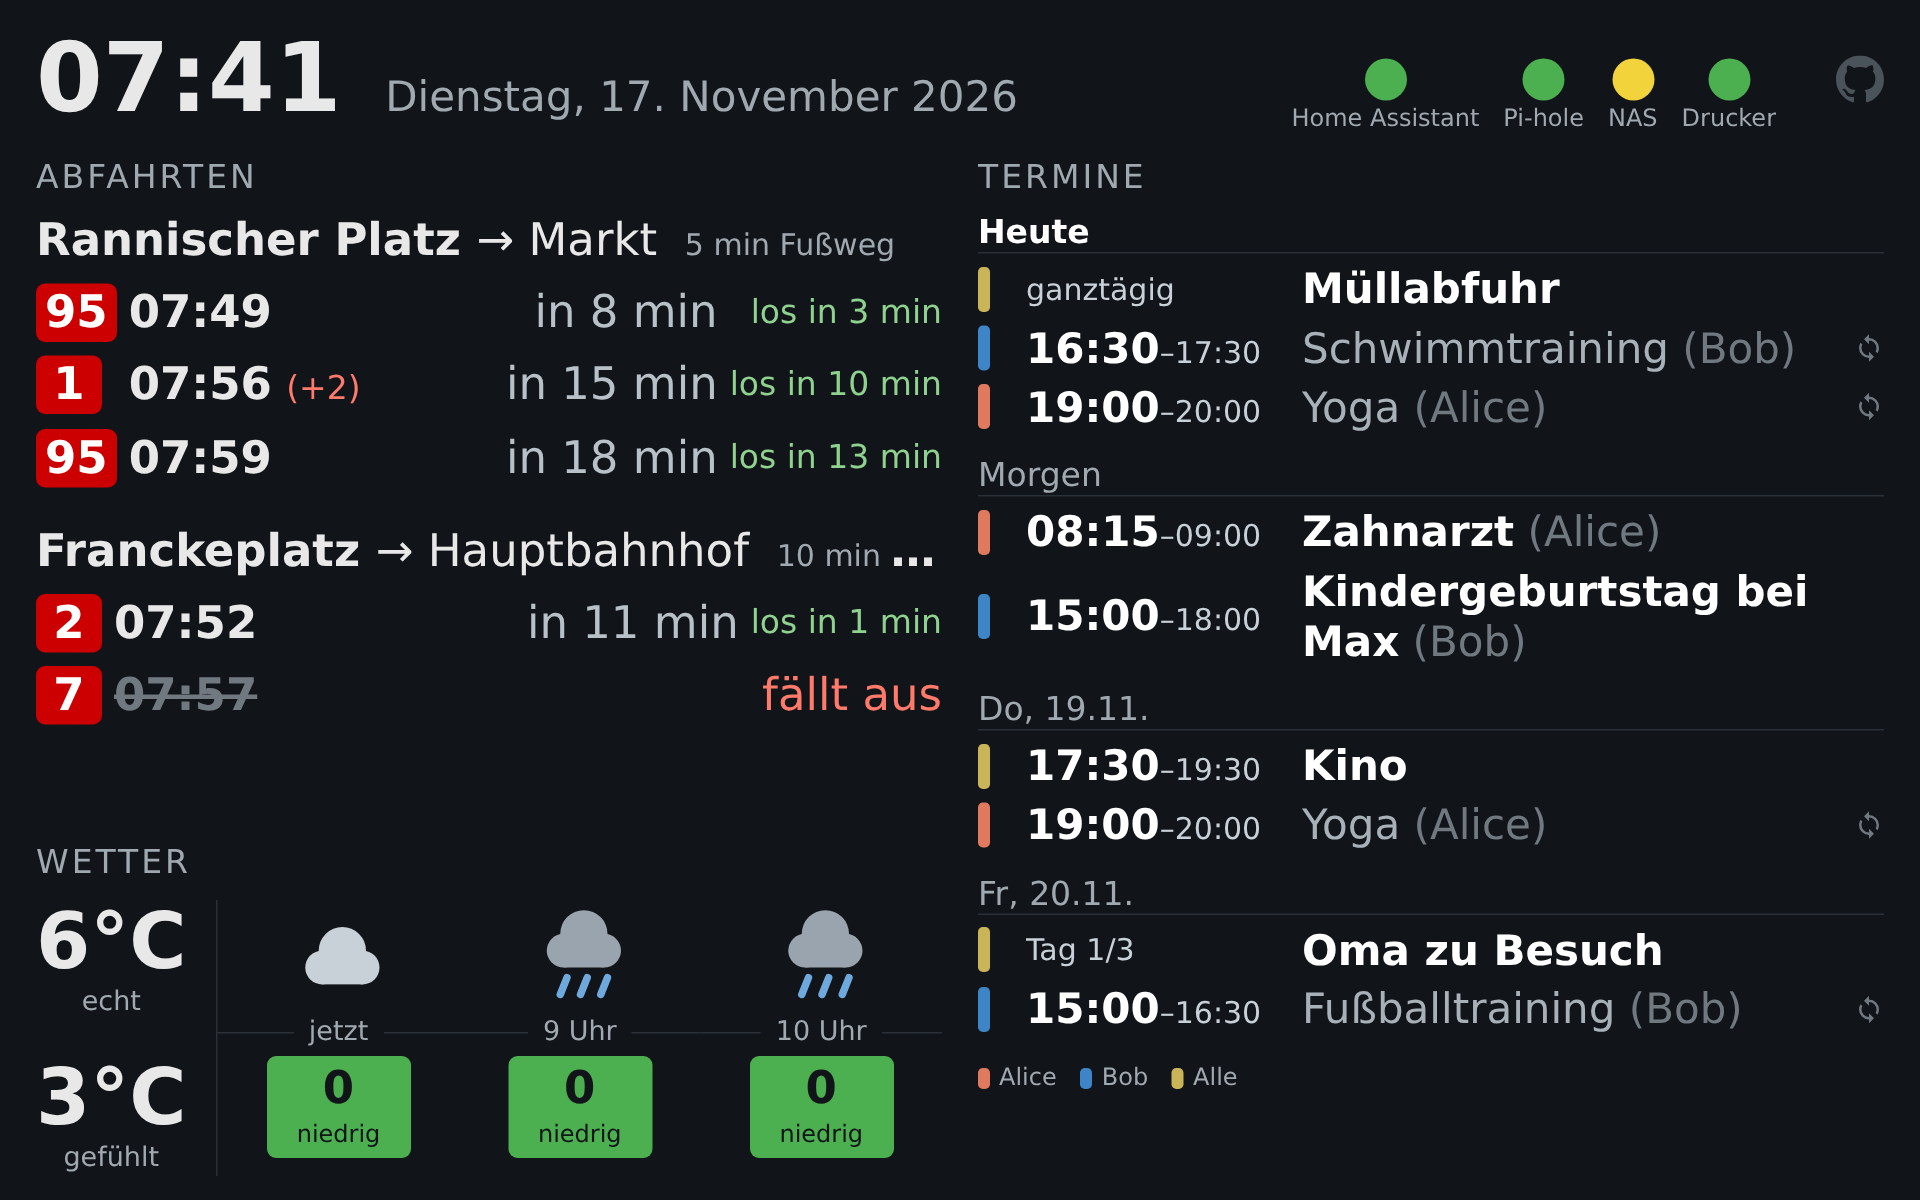 07:41 Dienstag, 17. November 2026
Home Assistant Pi-hole NAS Drucker
ABFAHRTEN
Rannischer Platz → Markt 5 min Fußweg
95 07:49 in 8 min los in 3 min
1 07:56 (+2) in 15 min los in 10 min
95 07:59 in 18 min los in 13 min
Franckeplatz → Hauptbahnhof 10 min ...
2 07:52 in 11 min los in 1 min
7 07:57 fällt aus
WETTER
6°C
echt
jetzt 9 Uhr 10 Uhr
3°C
gefühlt
0 0 0
niedrig niedrig niedrig
TERMINE
Heute
ganztägig Müllabfuhr
16:30–17:30 Schwimmtraining (Bob)
19:00–20:00 Yoga (Alice)
Morgen
08:15–09:00 Zahnarzt (Alice)
15:00–18:00 Kindergeburtstag bei
Max (Bob)
Do, 19.11.
17:30–19:30 Kino
19:00–20:00 Yoga (Alice)
Fr, 20.11.
Tag 1/3 Oma zu Besuch
15:00–16:30 Fußballtraining (Bob)
Alice Bob Alle